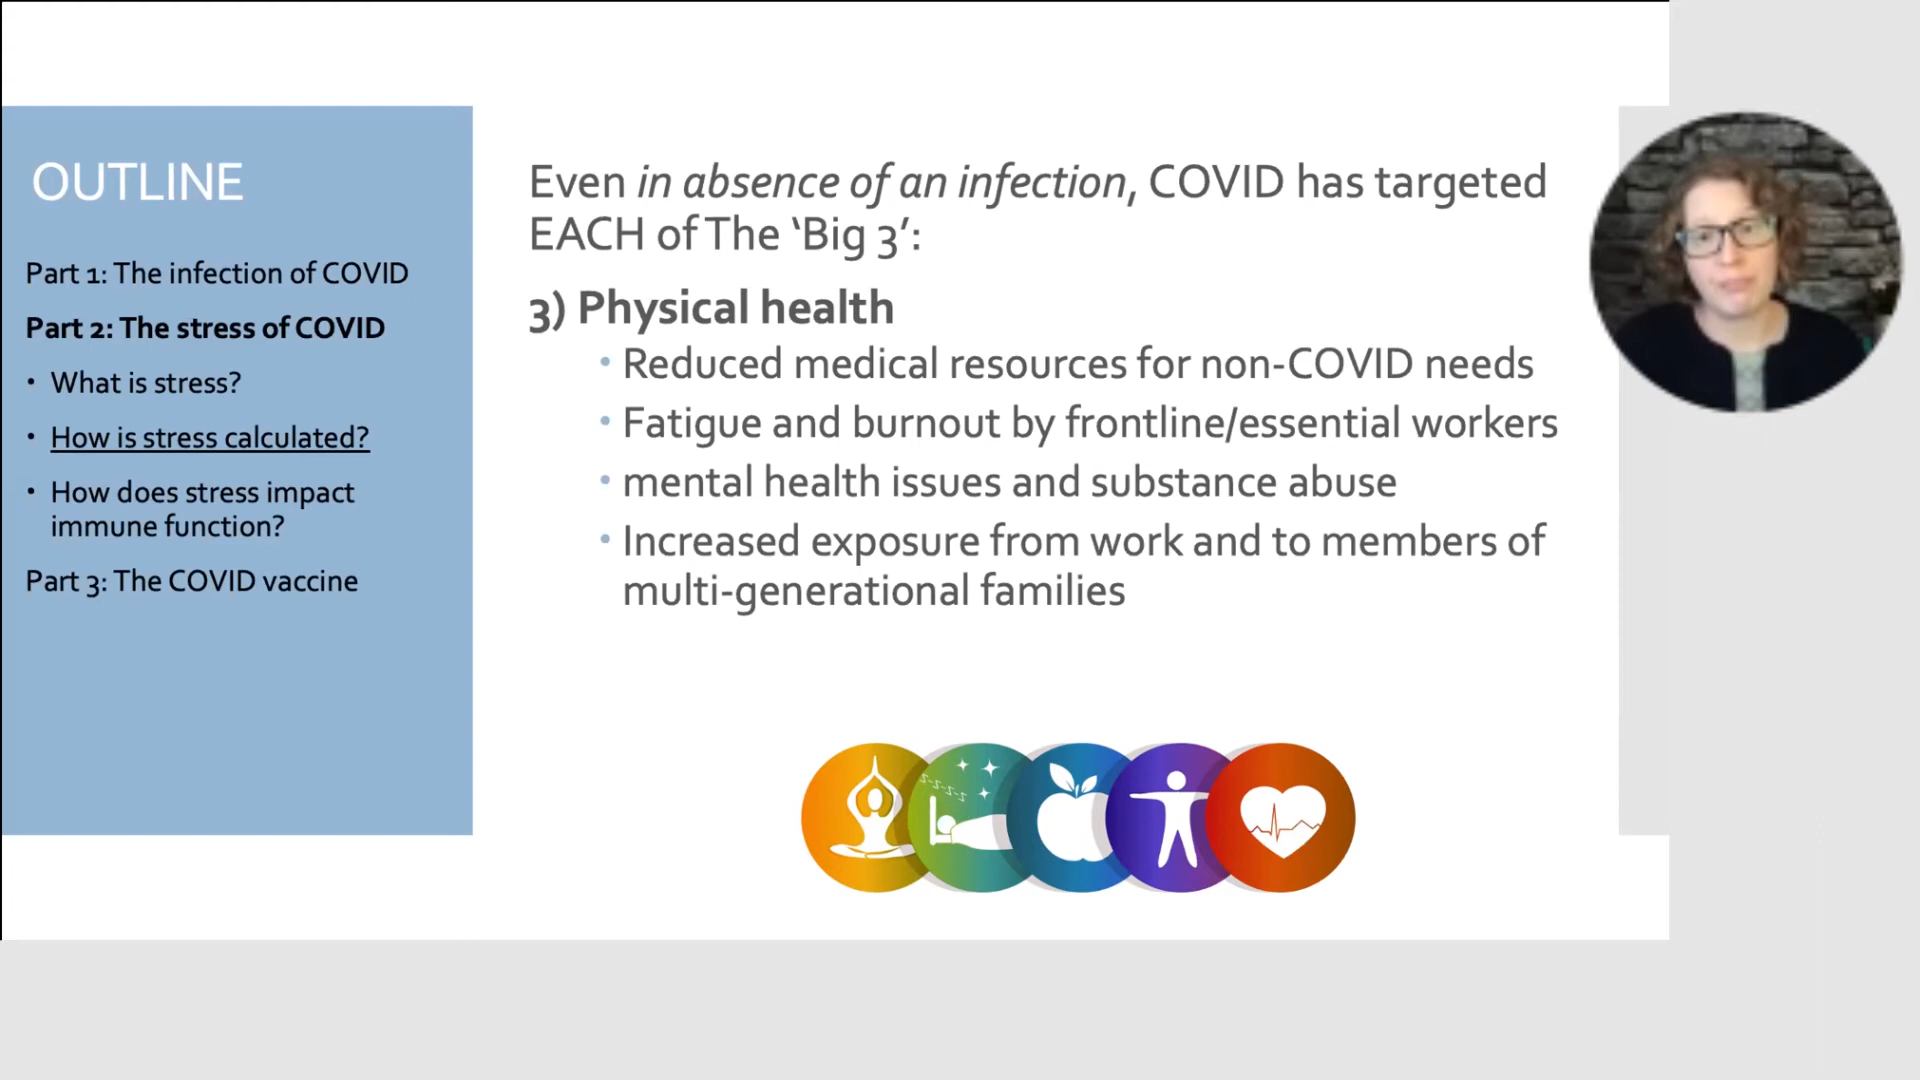 OUTLINE
Part 1: The infection of COVID
Part 2: The stress of COVID
• What is stress?
• How is stress calculated?
• How does stress impact
immune function?
Part 3: The COVID vaccine
Even in absence of an infection, COVID has targeted
EACH of The ‘Big 3’:
3) Physical health
• Reduced medical resources for non-COVID needs
• Fatigue and burnout by frontline/essential workers
• mental health issues and substance abuse
• Increased exposure from work and to members of
multi-generational families
z-z-z-z-z